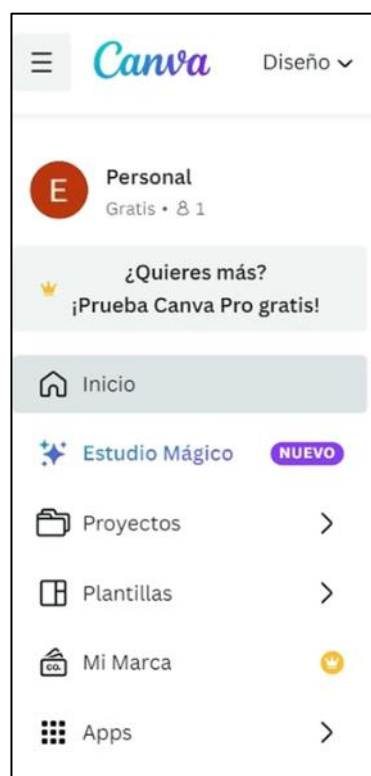 Canva Diseño
E
Personal
Gratis • 1
¿Quieres más?
¡Prueba Canva Pro gratis!
Inicio
Estudio Mágico NUEVO
Proyectos
Plantillas
CO. Mi Marca
Apps